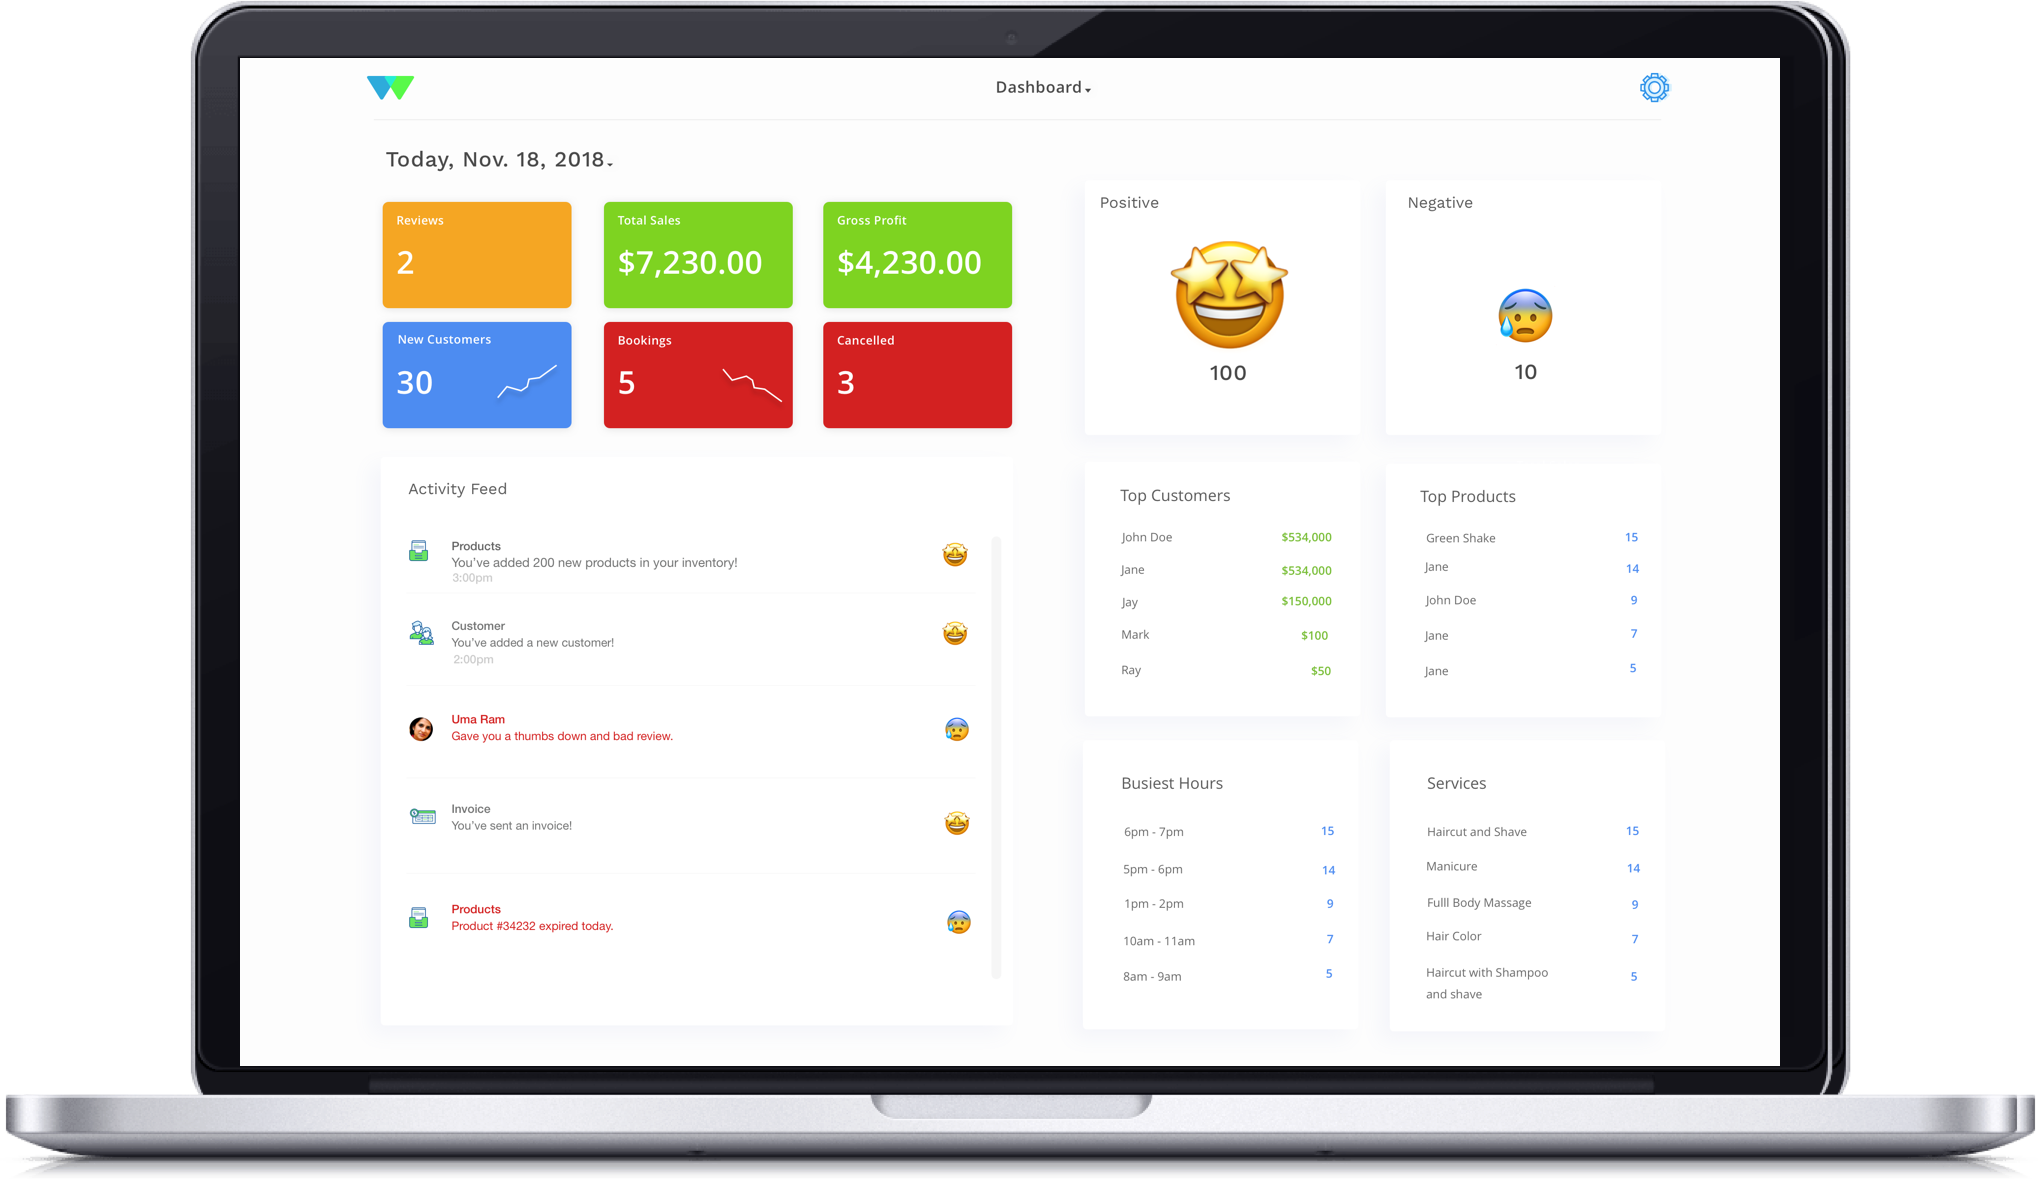 Dashboard
Today, Nov. 18, 2018
Reviews
2
Total Sales
$7,230.00
Gross Profit
$4,230.00
New Customers
30
Bookings
5
Cancelled
3
Positive
100
Negative
10
Activity Feed
Products
You've added 200 new products in your inventory!
3:00pm
Customer
You've added a new customer!
2:00pm
Uma Ram
Gave you a thumbs down and bad review.
Invoice
You've sent an invoice!
Products
Product #34232 expired today.
Top Customers
John Doe $534,000
Jane $534,000
Jay $150,000
Mark $100
Ray $50
Top Products
Green Shake 15
Jane 14
John Doe 9
Jane 7
Jane 5
Busiest Hours
6pm - 7pm 15
5pm - 6pm 14
1pm - 2pm 9
10am - 11am 7
8am - 9am 5
Services
Haircut and Shave 15
Manicure 14
Fulll Body Massage 9
Hair Color 7
Haircut with Shampoo 5
and shave